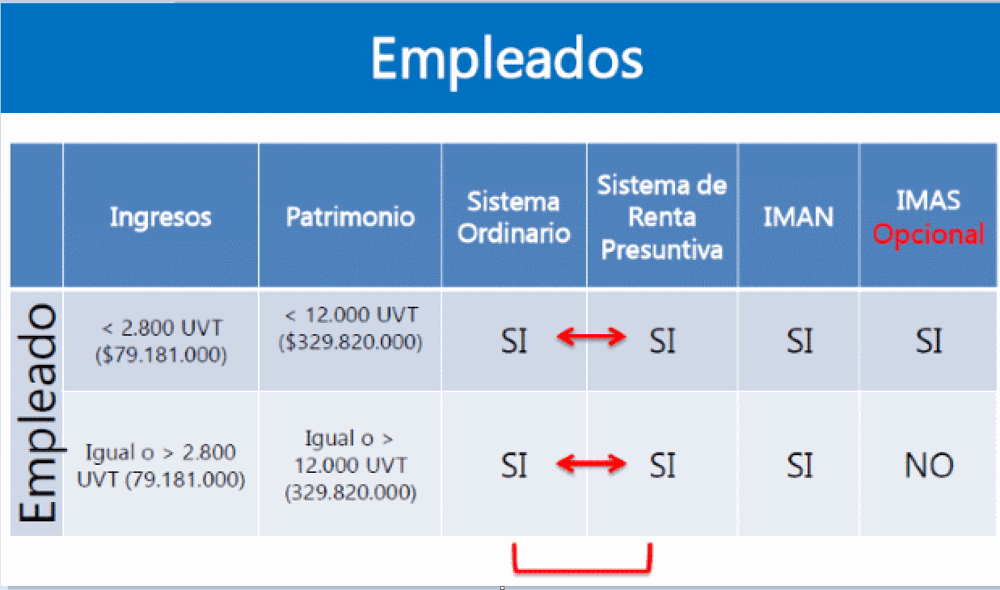 Empleados
Ingresos
Patrimonio
Sistema
Ordinario
Sistema de
Renta
Presuntiva
IMAN
IMAS
Opcional
Empleado
< 2.800 UVT
($79.181.000)
< 12.000 UVT
($329.820.000)
SI
SI
SI
SI
Igual o > 2.800
UVT (79.181.000)
Igual o >
12.000 UVT
(329.820.000)
SI
SI
SI
NO